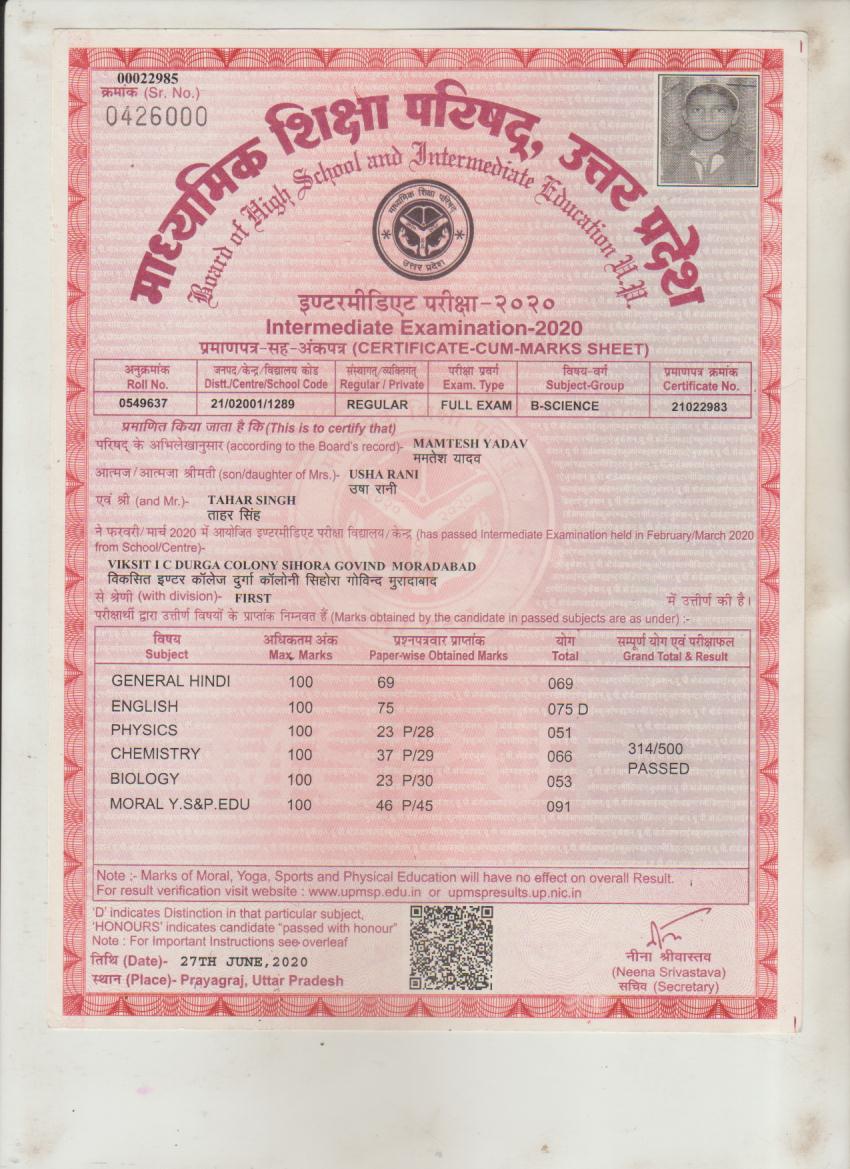 00022985
क्रमांक (Sr. No.)
0426000
माध्यमिक शिक्षा परिषद्, उत्तर प्रदेश
Board of High School and Intermediate Education U.P.
माध्यमिक शिक्षा परिषद्
उत्तर प्रदेश
इण्टरमीडिएट परीक्षा-२०२०
Intermediate Examination-2020
प्रमाणपत्र-सह-अंकपत्र (CERTIFICATE-CUM-MARKS SHEET)
अनुक्रमांक जनपद/केन्द्र/विद्यालय कोड संस्थागत्/व्यक्तिगत् परीक्षा प्रवर्ग विषय-वर्ग प्रमाणपत्र क्रमांक
Roll No. Distt./Centre/School Code Regular / Private Exam. Type Subject-Group Certificate No.
0549637 21/02001/1289 REGULAR FULL EXAM B-SCIENCE 21022983
प्रमाणित किया जाता है कि (This is to certify that)
परिषद् के अभिलेखानुसार (according to the Board's record)- MAMTESH YADAV
ममतेश यादव
आत्मज/आत्मजा श्रीमती (son/daughter of Mrs.)- USHA RANI
उषा रानी
एवं श्री (and Mr.)- TAHAR SINGH
ताहर सिंह
ने फरवरी/मार्च 2020 में आयोजित इण्टरमीडिएट परीक्षा विद्यालय/केन्द्र (has passed Intermediate Examination held in February/March 2020
from School/Centre)-
VIKSIT I C DURGA COLONY SIHORA GOVIND MORADABAD
विकसित इण्टर कॉलेज दुर्गा कॉलोनी सिहोरा गोविन्द मुरादाबाद
से श्रेणी (with division)- FIRST में उत्तीर्ण की है।
परीक्षार्थी द्वारा उत्तीर्ण विषयों के प्राप्तांक निम्नवत हैं (Marks obtained by the candidate in passed subjects are as under) :-
विषय अधिकतम अंक प्रश्नपत्रवार प्राप्तांक योग सम्पूर्ण योग एवं परीक्षाफल
Subject Max. Marks Paper-wise Obtained Marks Total Grand Total & Result
GENERAL HINDI 100 69 069
ENGLISH 100 75 075 D
PHYSICS 100 23 P/28 051
CHEMISTRY 100 37 P/29 066 314/500
PASSED
BIOLOGY 100 23 P/30 053
MORAL Y.S&P.EDU 100 46 P/45 091
Note :- Marks of Moral, Yoga, Sports and Physical Education will have no effect on overall Result.
For result verification visit website : www.upmsp.edu.in or upmspresults.up.nic.in
'D' indicates Distinction in that particular subject,
'HONOURS' indicates candidate "passed with honour"
Note : For Important Instructions see overleaf
तिथि (Date)- 27TH JUNE,2020
स्थान (Place)- Prayagraj, Uttar Pradesh
नीना श्रीवास्तव
(Neena Srivastava)
सचिव (Secretary)